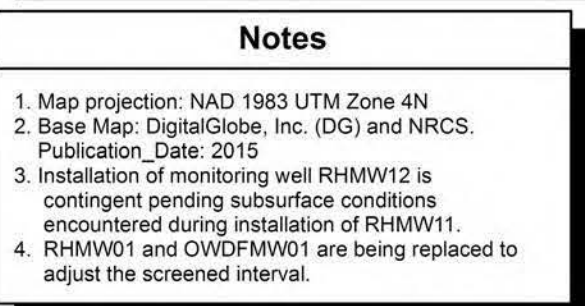 Notes
1. Map projection: NAD 1983 UTM Zone 4N
2. Base Map: DigitalGlobe, Inc. (DG) and NRCS.
Publication_Date: 2015
3. Installation of monitoring well RHMW12 is
contingent pending subsurface conditions
encountered during installation of RHMW11.
4. RHMW01 and OWDFMW01 are being replaced to
adjust the screened interval.